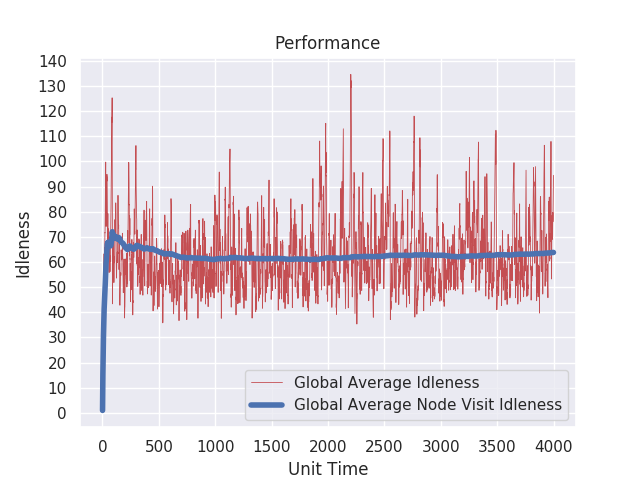 Performance
140
130
120
110
100
90
80
70
60
50
40
30
20
10
0
Idleness
Global Average Idleness
Global Average Node Visit Idleness
0 500 1000 1500 2000 2500 3000 3500 4000
Unit Time